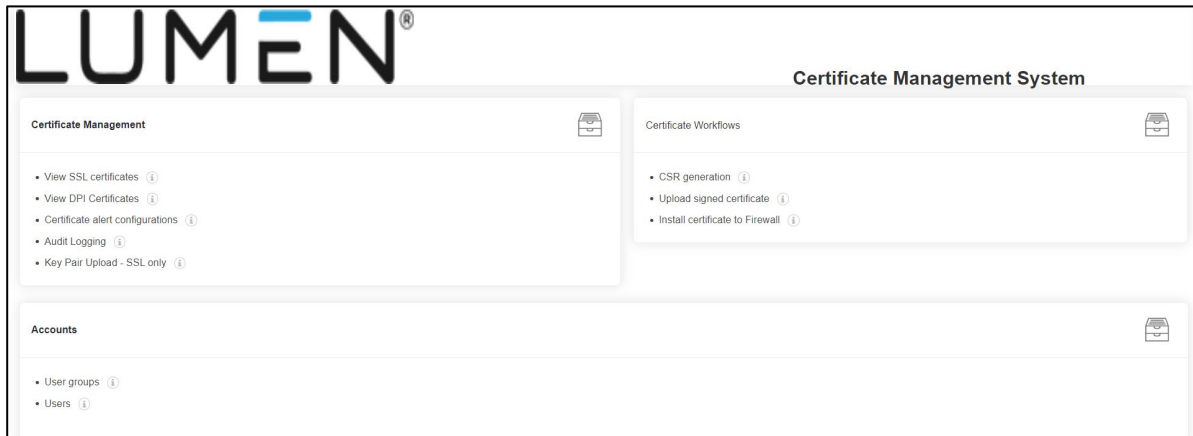 LUMEN®
Certificate Management System
Certificate Management
• View SSL certificates i
• View DPI Certificates i
• Certificate alert configurations i
• Audit Logging i
• Key Pair Upload - SSL only i
Certificate Workflows
• CSR generation i
• Upload signed certificate i
• Install certificate to Firewall i
Accounts
• User groups i
• Users i